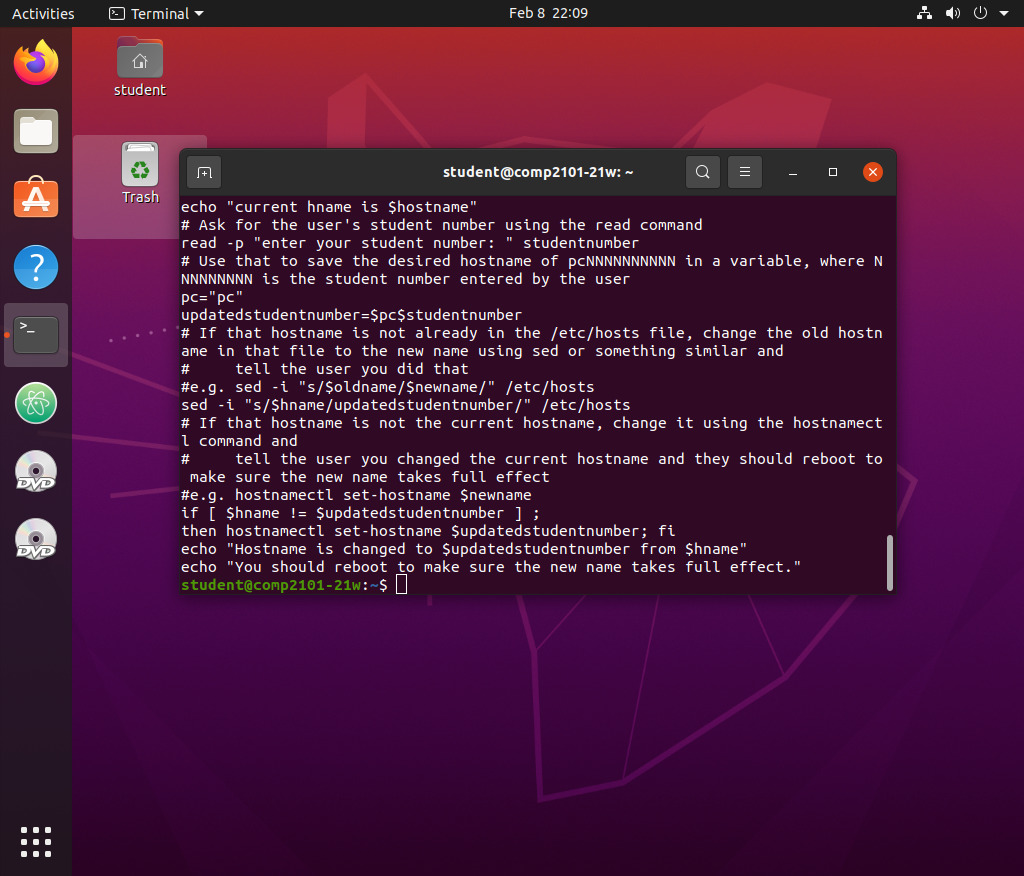 Activities
Terminal
Feb 8 22:09
student
Trash
student@comp2101-21w: ~
echo "current hname is $hostname"
# Ask for the user's student number using the read command
read -p "enter your student number: " studentnumber
# Use that to save the desired hostname of pcNNNNNNNNNN in a variable, where N
NNNNNNNNN is the student number entered by the user
pc="pc"
updatedstudentnumber=$pc$studentnumber
# If that hostname is not already in the /etc/hosts file, change the old hostn
ame in that file to the new name using sed or something similar and
#     tell the user you did that
#e.g. sed -i "s/$oldname/$newname/" /etc/hosts
sed -i "s/$hname/updatedstudentnumber/" /etc/hosts
# If that hostname is not the current hostname, change it using the hostnamect
l command and
#     tell the user you changed the current hostname and they should reboot to
 make sure the new name takes full effect
#e.g. hostnamectl set-hostname $newname
if [ $hname != $updatedstudentnumber ] ;
then hostnamectl set-hostname $updatedstudentnumber; fi
echo "Hostname is changed to $updatedstudentnumber from $hname"
echo "You should reboot to make sure the new name takes full effect."
student@comp2101-21w:~$
>_
?
DVD
DVD